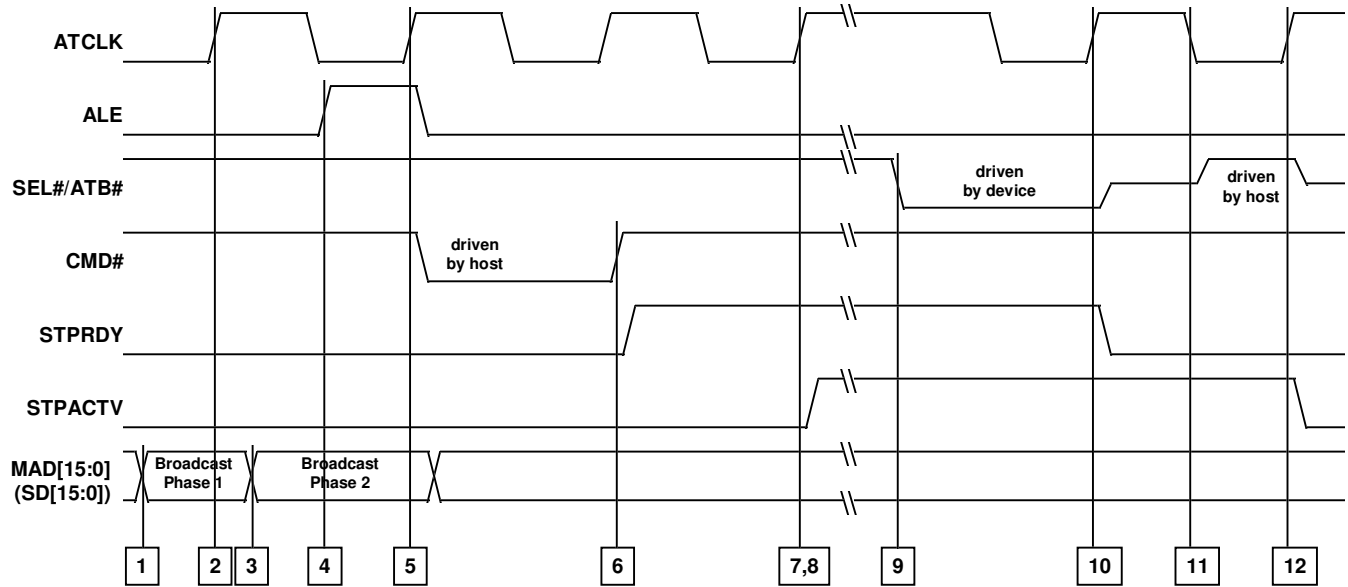 ATCLK
ALE
SEL#/ATB#
driven
by device
driven
by host
CMD#
driven
by host
STPRDY
STPACTV
MAD[15:0]
(SD[15:0])
Broadcast
Phase 1
Broadcast
Phase 2
1
2
3
4
5
6
7,8
9
10
11
12